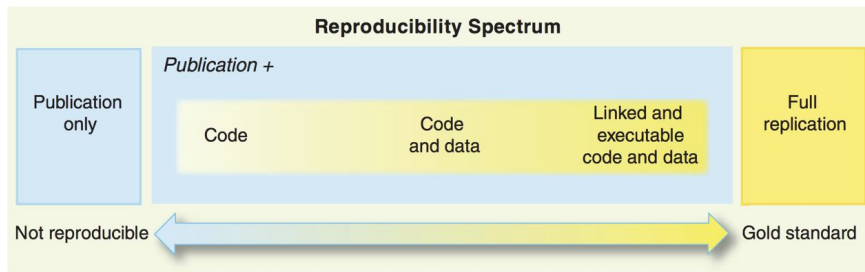 Reproducibility Spectrum
Publication +
Publication
only
Code
Code
and data
Linked and
executable
code and data
Full
replication
Not reproducible
Gold standard